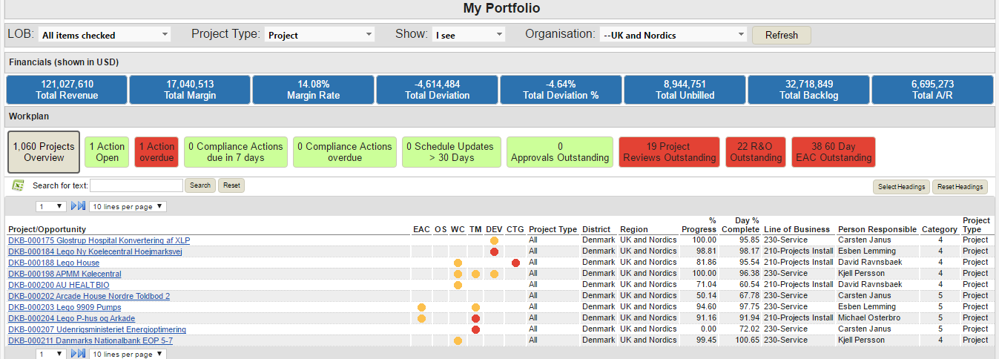 My Portfolio
LOB: All items checked Project Type: Project Show: I see Organisation: --UK and Nordics Refresh
Financials (shown in USD)
121,027,610 17,040,513 14.08% -4,614,484 -4.64% 8,944,751 32,718,849 6,695,273
Total Revenue Total Margin Margin Rate Total Deviation Total Deviation % Total Unbilled Total Backlog Total A/R
Workplan
1,060 Projects 1 Action 1 Action 0 Compliance Actions 0 Compliance Actions 0 Schedule Updates 0 19 Project 22 R&O 38 60 Day
Overview Open overdue due in 7 days overdue > 30 Days Approvals Outstanding Reviews Outstanding Outstanding EAC Outstanding
Search for text: Search Reset Select Headings Reset Headings
1 10 lines per page
% Day % Project
Project/Opportunity EAC OS WC TM DEV CTG Project Type District Region Progress Complete Line of Business Person Responsible Category Type
DKB-000175 Glostrup Hospital Konvertering af XLP All Denmark UK and Nordics 100.00 95.85 230-Service Carsten Janus 4 Project
DKB-000184 Lego Ny Koelecentral Hoejmarksvej All Denmark UK and Nordics 98.81 98.17 210-Projects Install Esben Lemming 4 Project
DKB-000188 Lego House All Denmark UK and Nordics 81.86 95.54 210-Projects Install David Ravnsbaek 4 Project
DKB-000198 APMM Kølecentral All Denmark UK and Nordics 100.00 96.38 230-Service Kjell Persson 4 Project
DKB-000200 AU HEALT BIO All Denmark UK and Nordics 71.04 60.54 210-Projects Install David Ravnsbaek 4 Project
DKB-000202 Arcade House Nordre Toldbod 2 All Denmark UK and Nordics 50.14 67.78 230-Service Carsten Janus 5 Project
DKB-000203 Lego 9909 Pumps All Denmark UK and Nordics 94.60 97.75 230-Service Esben Lemming 5 Project
DKB-000204 Lego P-hus og Arkade All Denmark UK and Nordics 91.16 91.94 210-Projects Install Michael Osterbro 5 Project
DKB-000207 Udenrigsministeriet Energioptimering All Denmark UK and Nordics 0.00 72.02 230-Service Carsten Janus 5 Project
DKB-000211 Danmarks Nationalbank EOP 5-7 All Denmark UK and Nordics 99.45 100.65 230-Service Kjell Persson 4 Project
1 10 lines per page